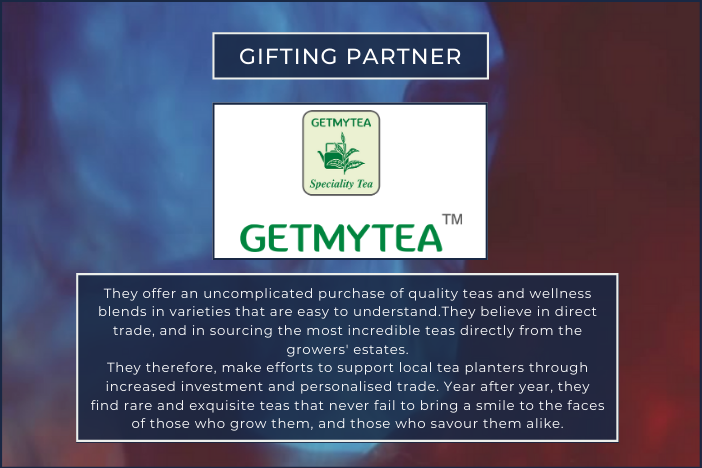 GIFTING PARTNER
GETMYTEA
Speciality Tea
GETMYTEA™
They offer an uncomplicated purchase of quality teas and wellness
blends in varieties that are easy to understand.They believe in direct
trade, and in sourcing the most incredible teas directly from the
growers' estates.
They therefore, make efforts to support local tea planters through
increased investment and personalised trade. Year after year, they
find rare and exquisite teas that never fail to bring a smile to the faces
of those who grow them, and those who savour them alike.